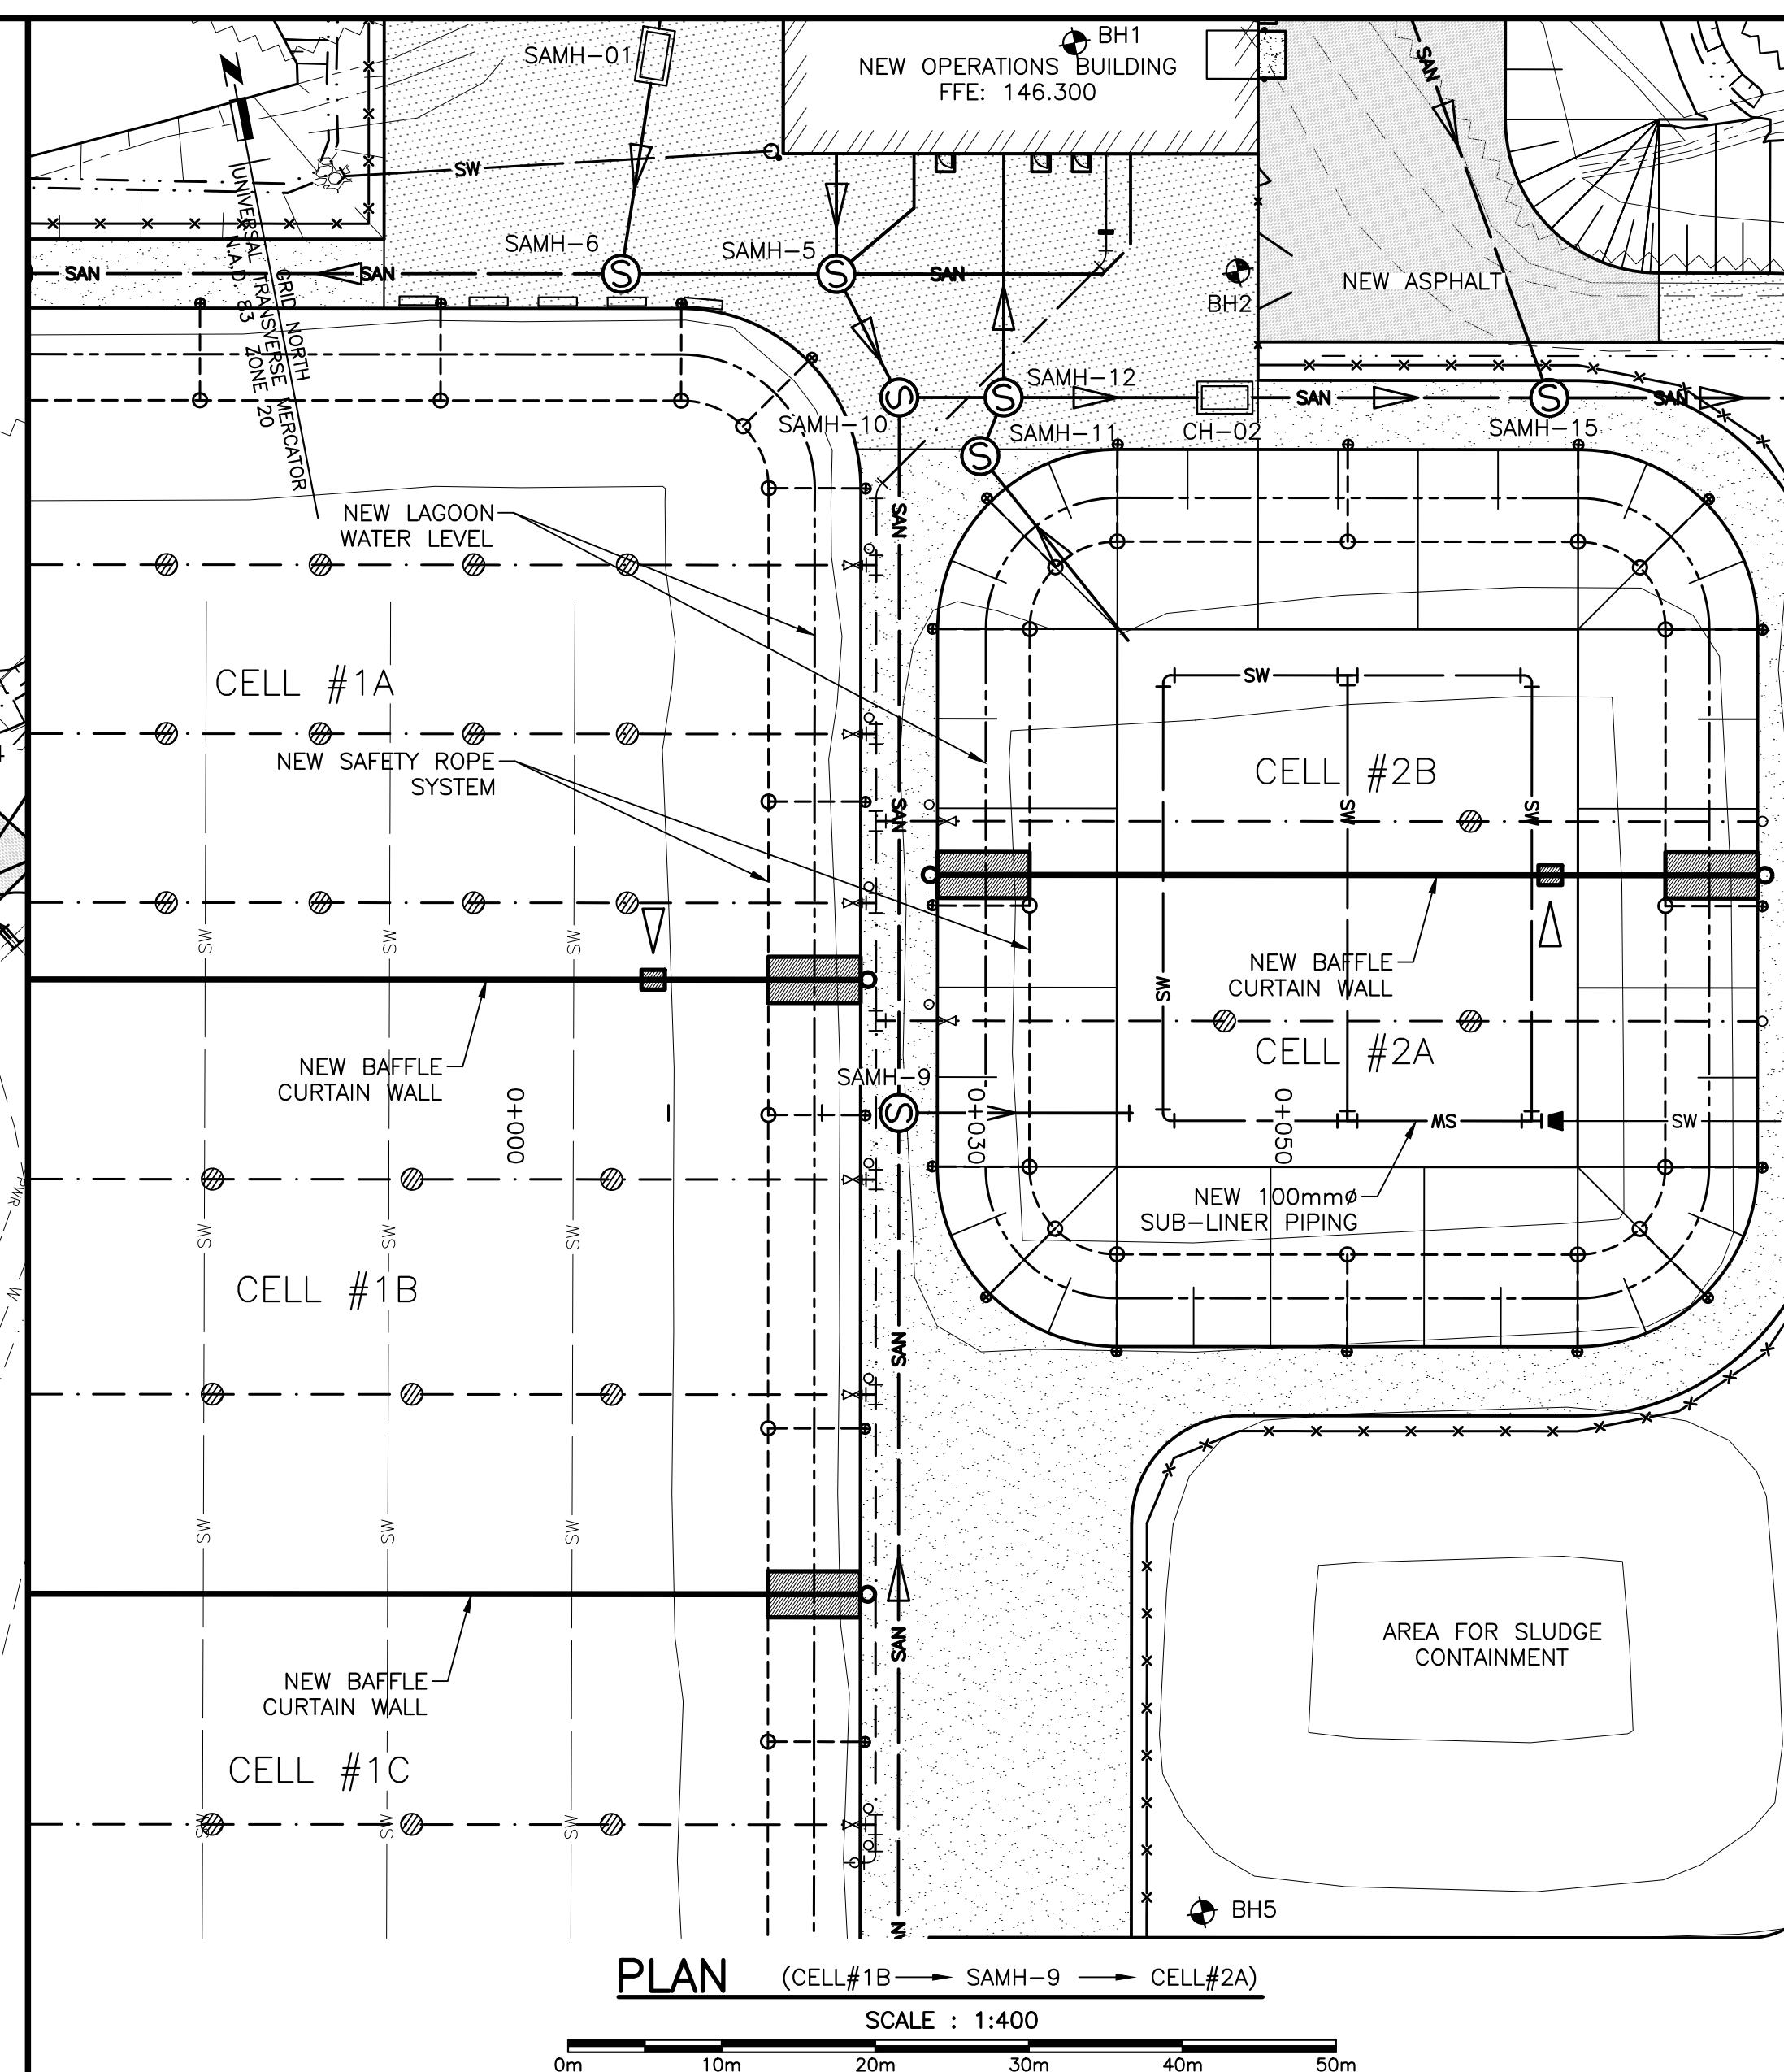 SAMH-01
BH1
NEW OPERATIONS BUILDING
FFE: 146.300
SAN
SW
UNIVERSAL TRANSVERSE MERCATOR
N.A.D. 83 ZONE 20
GRID NORTH
SAMH-6
SAMH-5
SAN
SAN
SAN
BH2
NEW ASPHALT
SAMH-12
SAMH-10
SAMH-11
CH-02
SAN
SAN
SAMH-15
NEW LAGOON
WATER LEVEL
SAN
CELL #1A
SW
NEW SAFETY ROPE
SYSTEM
CELL #2B
SAN
SW
SW
SW
SW
SW
NEW BAFFLE
CURTAIN WALL
SW
NEW BAFFLE
CURTAIN WALL
CELL #2A
SAMH-9
0+000
0+030
0+050
SW
SW
PWR
NEW 100mmø
SUB-LINER PIPING
SW
SW
SW
CELL #1B
W
SAN
SW
SW
SW
SAN
AREA FOR SLUDGE
CONTAINMENT
NEW BAFFLE
CURTAIN WALL
CELL #1C
SW
SW
SW
BH5
PLAN (CELL#1B SAMH-9 CELL#2A)
SCALE : 1:400
0m 10m 20m 30m 40m 50m